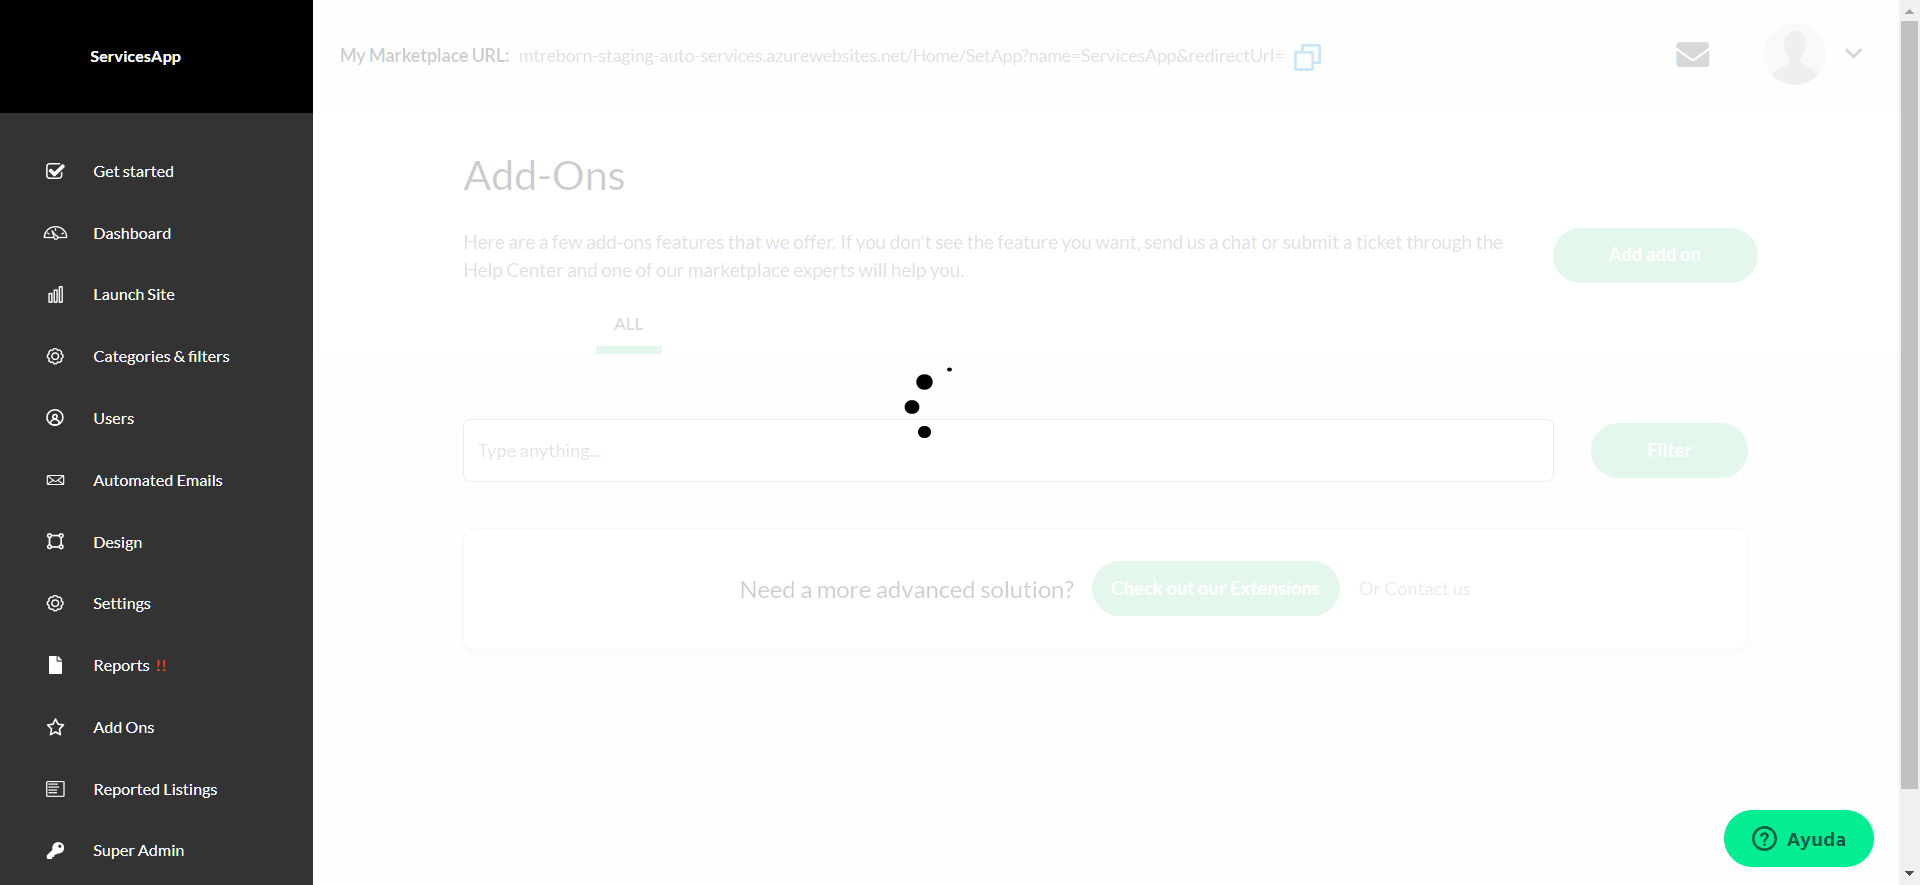 ServicesApp
My Marketplace URL: mtreborn-staging-auto-services.azurewebsites.net/Home/SetApp?name=ServicesApp&redirectUrl=
Get started
Dashboard
Launch Site
Categories & filters
Users
Automated Emails
Design
Settings
Reports !!
Add Ons
Reported Listings
Super Admin
Add-Ons
Here are a few add-ons features that we offer. If you don't see the feature you want, send us a chat or submit a ticket through the
Help Center and one of our marketplace experts will help you.
Add add on
ALL
Type anything...
Filter
Need a more advanced solution? Check out our Extensions Or Contact us
Ayuda